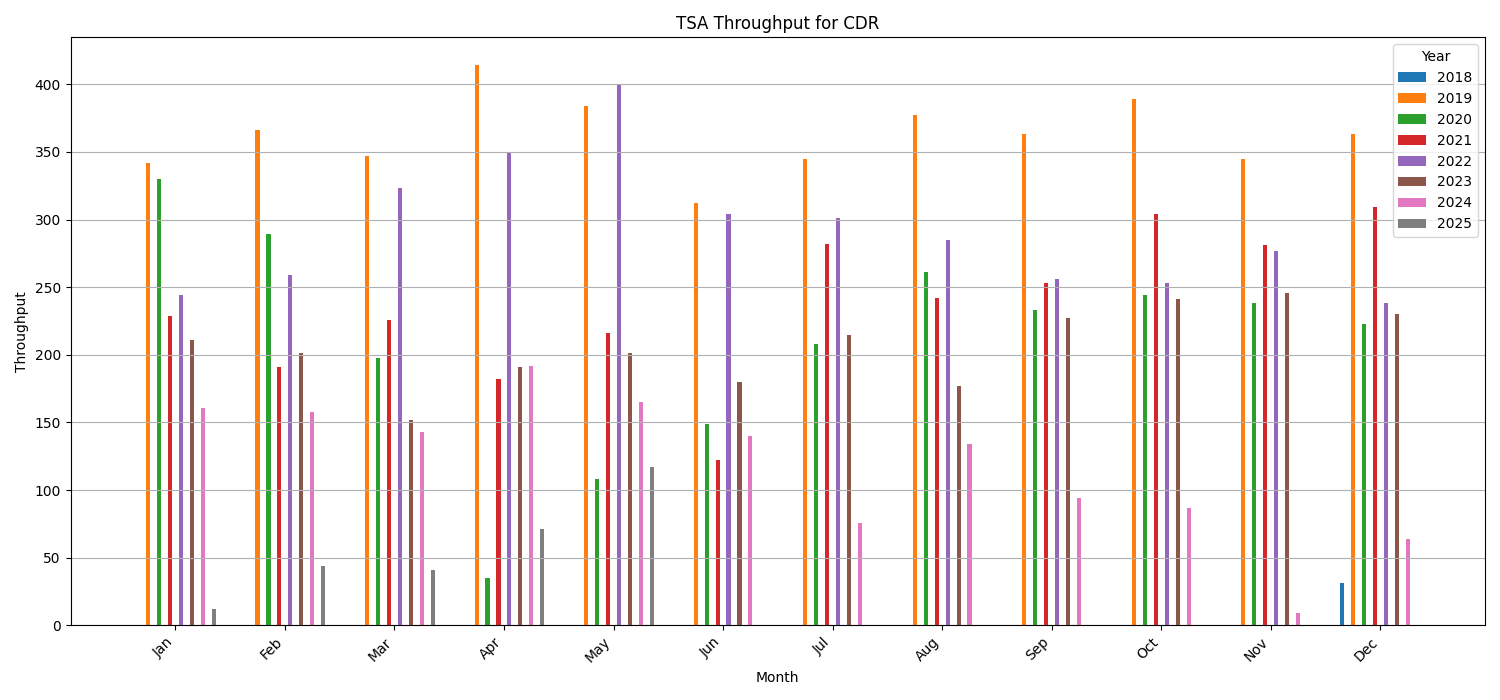 TSA Throughput for CDR
Year
2018
2019
2020
2021
2022
2023
2024
2025
Throughput
400
350
300
250
200
150
100
50
0
Jan
Feb
Mar
Apr
May
Jun
Jul
Aug
Sep
Oct
Nov
Dec
Month